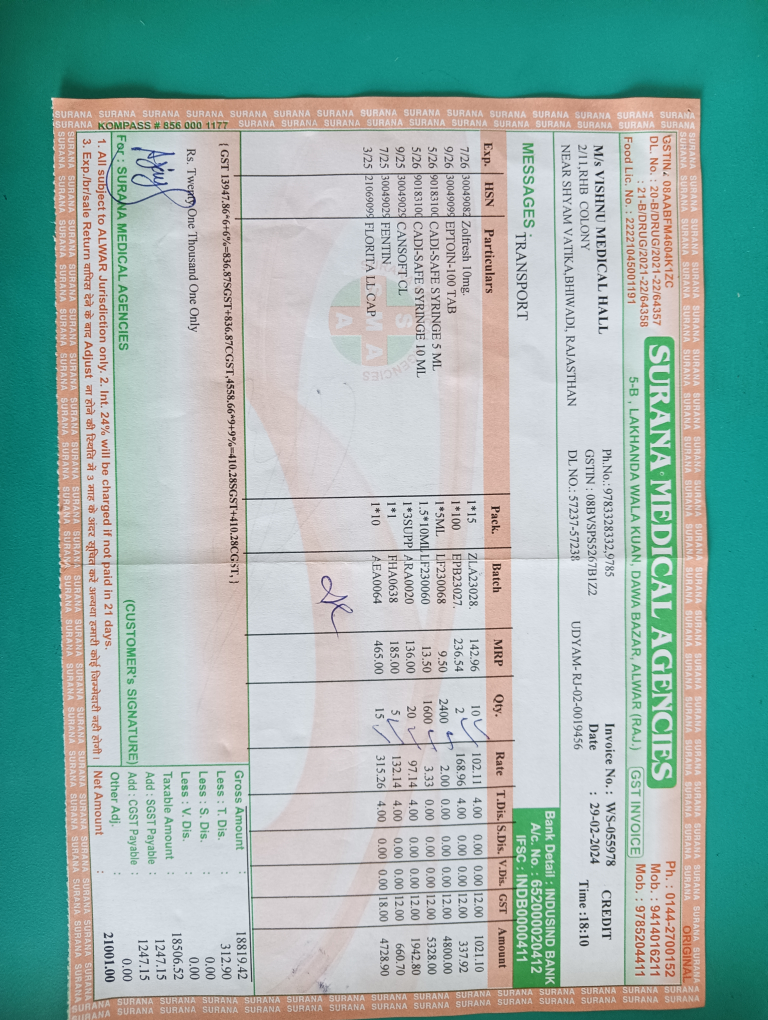 ORIGINAL
GSTIN : 08AABFM4604K1ZC
DL. No. : 20-B/DRUG/2021-22/64357
: 21-B/DRUG/2021-22/64358
Food Lic. No. : 22221045001191
SURANA MEDICAL AGENCIES
5-B, LAKHANDA WALA KUAN, DAWA BAZAR, ALWAR (RAJ.)
GST INVOICE
Ph. : 0144-2700152
Mob. : 9414016211
Mob. : 9785204411
M/s VISHNU MEDICAL HALL
2/11,RHB COLONY
NEAR SHYAM VATIKA,BHIWADI, RAJASTHAN
Ph.No.:9783328332,9785
GSTIN : 08BVSPS5267B1Z2
DL NO.: 57237-57238
UDYAM- RJ-02-0019456
Invoice No. : WS-055978 CREDIT
Date : 29-02-2024 Time :18:10
MESSAGES :
TRANSPORT
Bank Detail : INDUSIND BANK
A/c. No. : 652000020412
IFSC : INDB0000411
Exp. HSN Particulars Pack. Batch MRP Qty. Rate T.Dis. S.Dis. V.Dis. GST Amount
7/26 30049082 Zolfresh 10mg. 1*15 ZLA23028. 142.96 10 102.11 4.00 0.00 0.00 12.00 1021.10
9/26 30049099 EPTOIN-100 TAB 1*100 EPB23027. 236.54 2 168.96 4.00 0.00 0.00 12.00 337.92
5/26 90183100 CADI-SAFE SYRINGE 5 ML 1*5ML LF230068 9.50 2400 2.00 0.00 0.00 0.00 12.00 4800.00
5/26 90183100 CADI-SAFE SYRINGE 10 ML 1.5*10ML LF230060 13.50 1600 3.33 0.00 0.00 0.00 12.00 5328.00
9/25 30049029 CANSOFT CL 1*3SUPP ARA0020 136.00 20 97.14 4.00 0.00 0.00 12.00 1942.80
7/25 30049029 FENTIN 1*1 FHA0638 185.00 5 132.14 4.00 0.00 0.00 12.00 660.70
3/25 21069099 FLORITA LL CAP 1*10 AEA0064 465.00 15 315.26 4.00 0.00 0.00 18.00 4728.90
{ GST 13947.86*6+6%=836.87SGST+836.87CGST,4558.66*9+9%=410.28SGST+410.28CGST, }
Rs. Twenty One Thousand One Only
Gross Amount : 18819.42
Less : T. Dis. : 312.90
Less : S. Dis. : 0.00
Less : V. Dis. : 0.00
Taxable Amount : 18506.52
Add : SGST Payable : 1247.15
Add : CGST Payable : 1247.15
Other Adj. : 0.00
Net Amount : 21001.00
For : SURANA MEDICAL AGENCIES
Ajay
(CUSTOMER's SIGNATURE)
1. All subject to ALWAR Jurisdiction only. 2. Int. 24% will be charged if not paid in 21 days.
3. Exp./br/sale Return वापिस देने के बाद Adjust ना होने की स्थिति में 3 माह के अंदर सूचित करें अन्यथा हमारी कोई जिम्मेदारी नहीं होगी।
KOMPASS # 856 000 1177